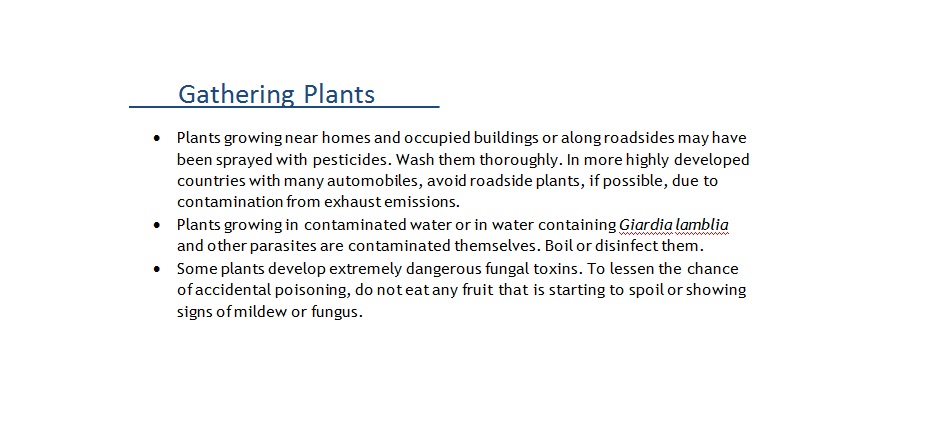 Gathering Plants
• Plants growing near homes and occupied buildings or along roadsides may have
been sprayed with pesticides. Wash them thoroughly. In more highly developed
countries with many automobiles, avoid roadside plants, if possible, due to
contamination from exhaust emissions.
• Plants growing in contaminated water or in water containing Giardia lamblia
and other parasites are contaminated themselves. Boil or disinfect them.
• Some plants develop extremely dangerous fungal toxins. To lessen the chance
of accidental poisoning, do not eat any fruit that is starting to spoil or showing
signs of mildew or fungus.